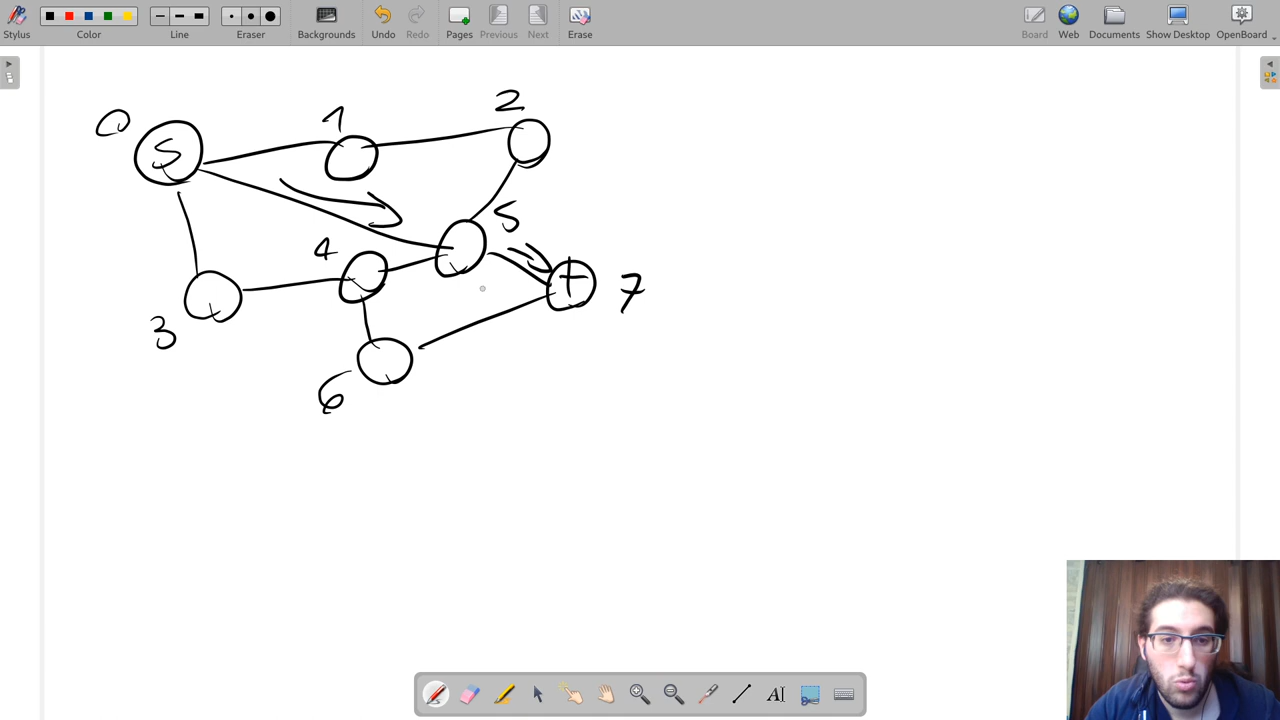 Stylus Color Line Eraser Backgrounds Undo Redo Pages Previous Next Erase Board Web Documents Show Desktop OpenBoard
0 1 2
S
5
4
t 7
3
6
AI